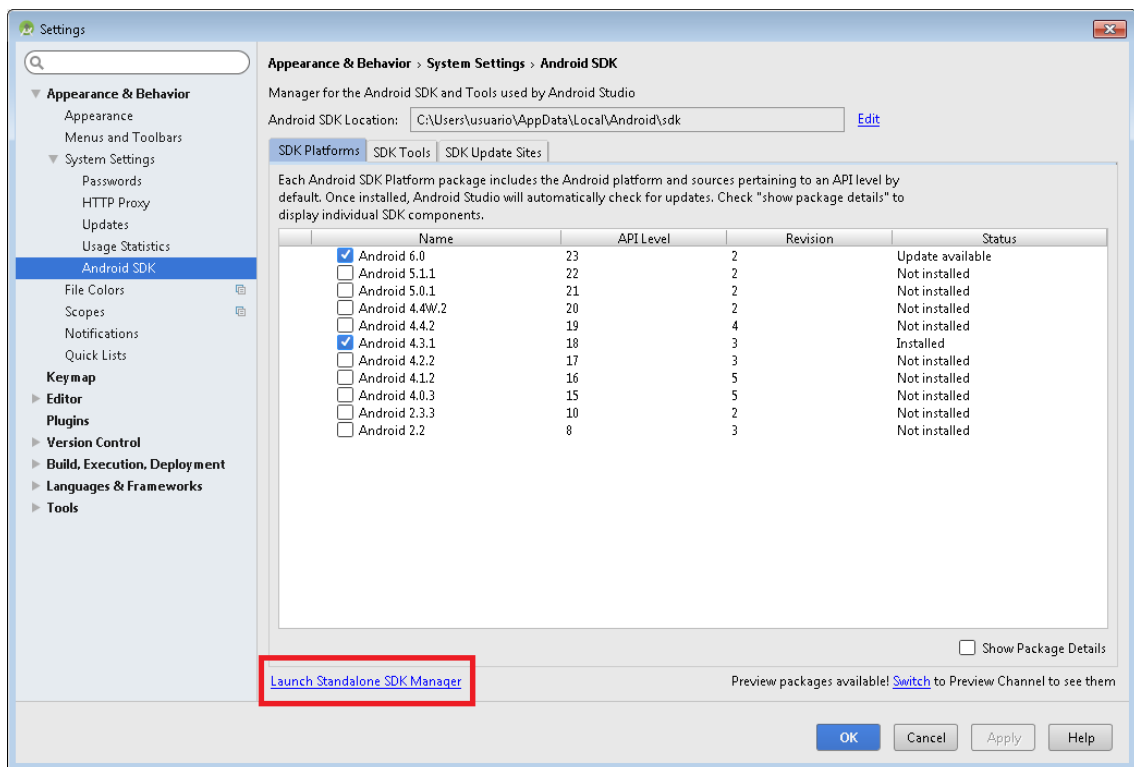 Settings
Appearance & Behavior
Appearance
Menus and Toolbars
System Settings
Passwords
HTTP Proxy
Updates
Usage Statistics
Android SDK
File Colors
Scopes
Notifications
Quick Lists
Keymap
Editor
Plugins
Version Control
Build, Execution, Deployment
Languages & Frameworks
Tools
Appearance & Behavior › System Settings › Android SDK
Manager for the Android SDK and Tools used by Android Studio
Android SDK Location: C:\Users\usuario\AppData\Local\Android\sdk Edit
SDK Platforms SDK Tools SDK Update Sites
Each Android SDK Platform package includes the Android platform and sources pertaining to an API level by
default. Once installed, Android Studio will automatically check for updates. Check "show package details" to
display individual SDK components.
Name API Level Revision Status
Android 6.0 23 2 Update available
Android 5.1.1 22 2 Not installed
Android 5.0.1 21 2 Not installed
Android 4.4W.2 20 2 Not installed
Android 4.4.2 19 4 Not installed
Android 4.3.1 18 3 Installed
Android 4.2.2 17 3 Not installed
Android 4.1.2 16 5 Not installed
Android 4.0.3 15 5 Not installed
Android 2.3.3 10 2 Not installed
Android 2.2 8 3 Not installed
Show Package Details
Launch Standalone SDK Manager Preview packages available! Switch to Preview Channel to see them
OK Cancel Apply Help